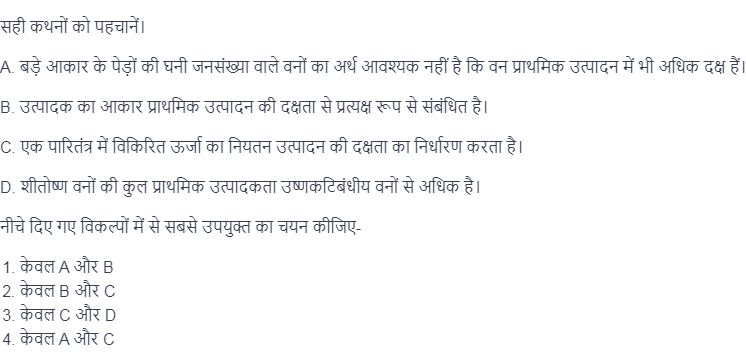 सही कथनों को पहचानें।
A. बड़े आकार के पेड़ों की घनी जनसंख्या वाले वनों का अर्थ आवश्यक नहीं है कि वन प्राथमिक उत्पादन में भी अधिक दक्ष हैं।
B. उत्पादक का आकार प्राथमिक उत्पादन की दक्षता से प्रत्यक्ष रूप से संबंधित है।
C. एक पारितंत्र में विकिरित ऊर्जा का नियतन उत्पादन की दक्षता का निर्धारण करता है।
D. शीतोष्ण वनों की कुल प्राथमिक उत्पादकता उष्णकटिबंधीय वनों से अधिक है।
नीचे दिए गए विकल्पों में से सबसे उपयुक्त का चयन कीजिए-
1. केवल A और B
2. केवल B और C
3. केवल C और D
4. केवल A और C